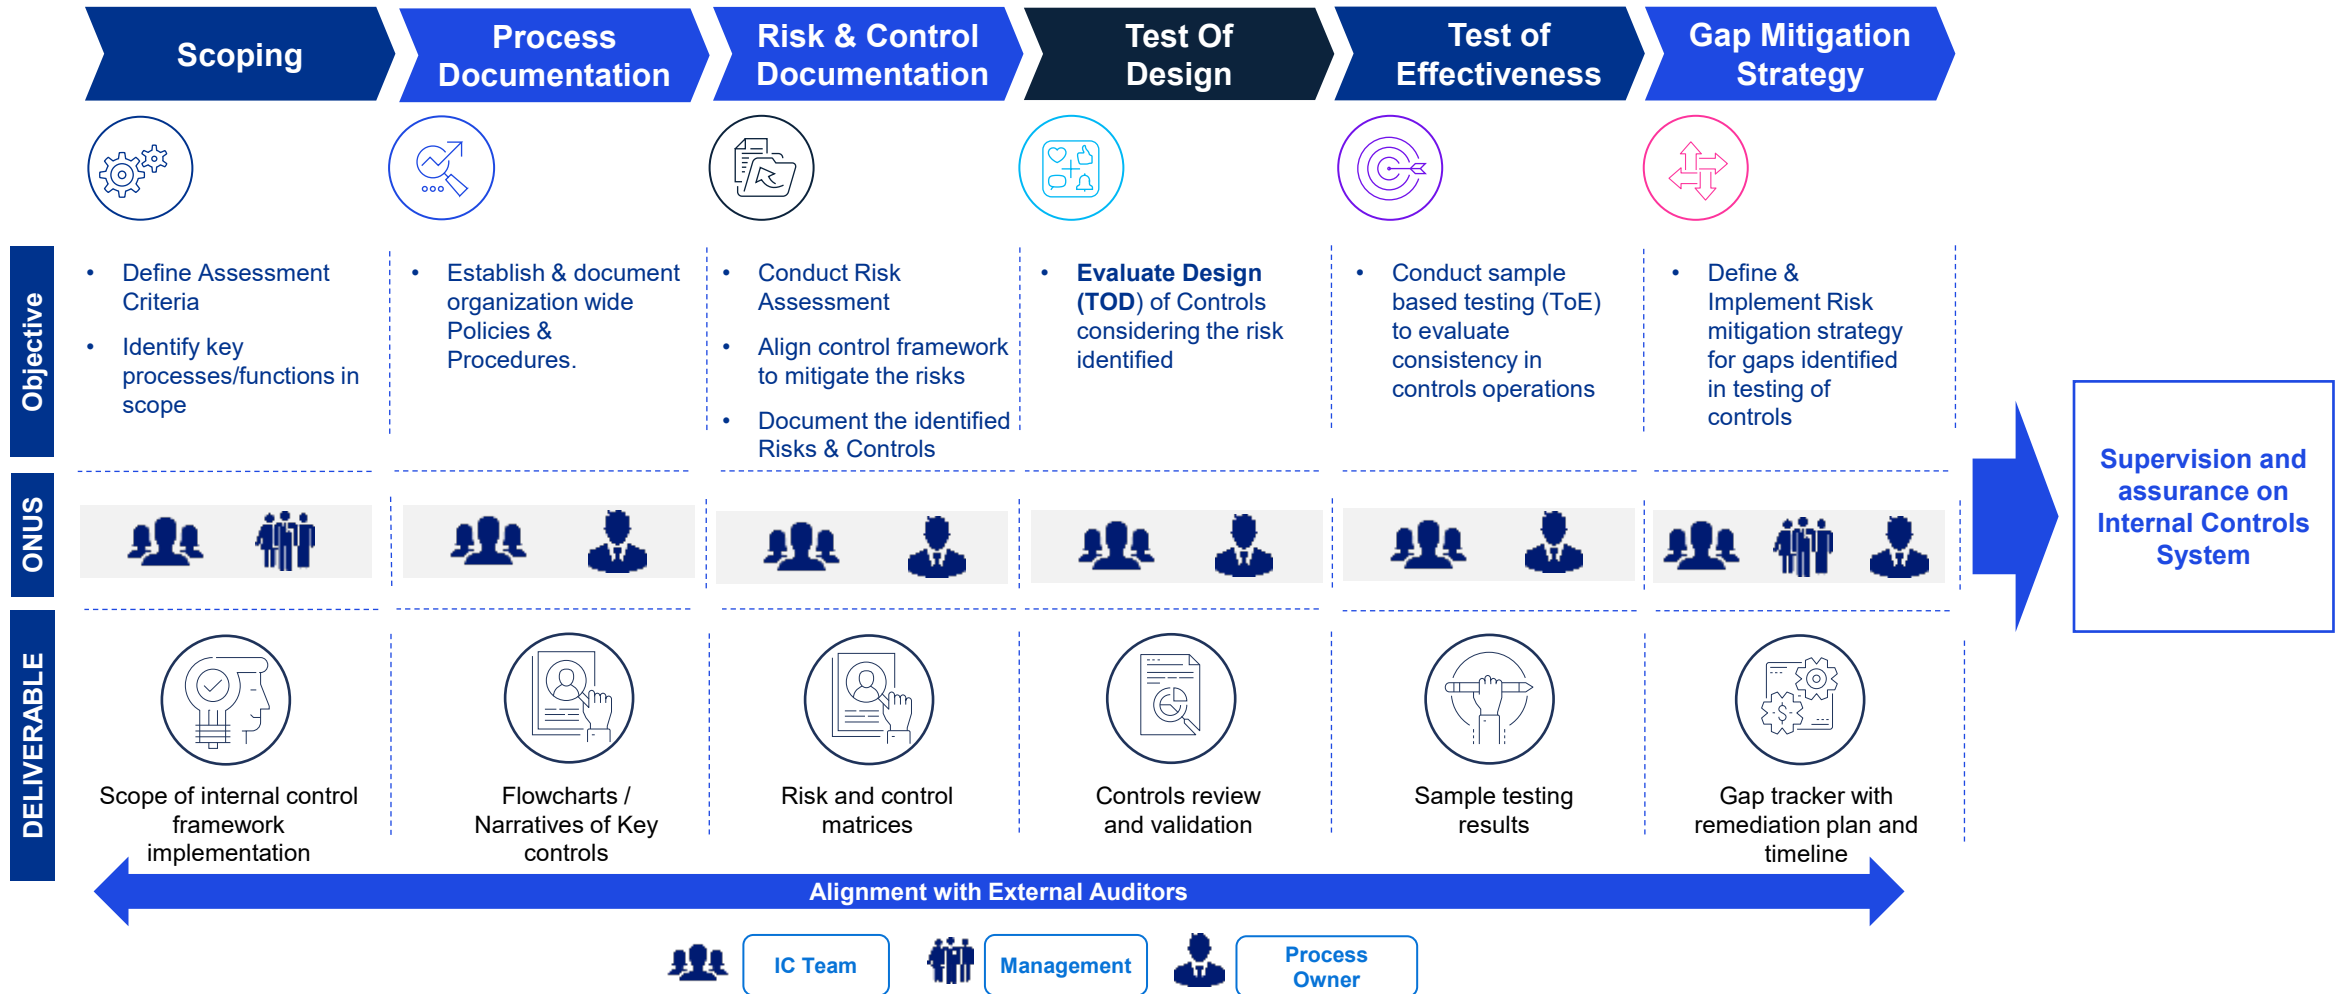 Scoping
Process
Documentation
Risk & Control
Documentation
Test Of
Design
Test of
Effectiveness
Gap Mitigation
Strategy
Objective
• Define Assessment
Criteria
• Identify key
processes/functions in
scope
• Establish & document
organization wide
Policies &
Procedures.
• Conduct Risk
Assessment
• Align control framework
to mitigate the risks
• Document the identified
Risks & Controls
• Evaluate Design
(TOD) of Controls
considering the risk
identified
• Conduct sample
based testing (ToE)
to evaluate
consistency in
controls operations
• Define &
Implement Risk
mitigation strategy
for gaps identified
in testing of
controls
Supervision and
assurance on
Internal Controls
System
ONUS
DELIVERABLE
Scope of internal control
framework
implementation
Flowcharts /
Narratives of Key
controls
Risk and control
matrices
Controls review
and validation
Sample testing
results
Gap tracker with
remediation plan and
timeline
Alignment with External Auditors
IC Team
Management
Process
Owner